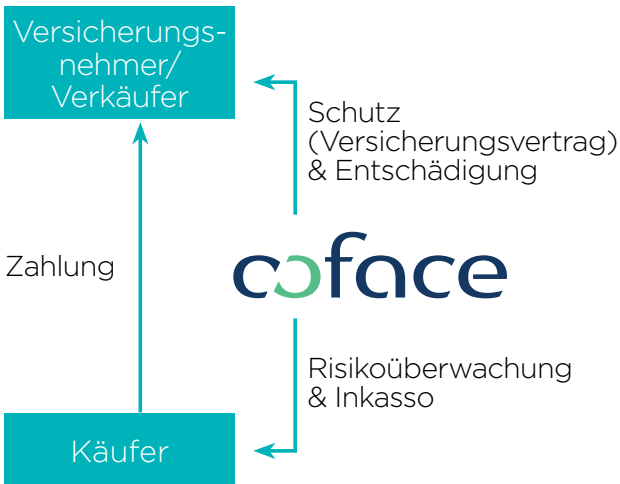 Versicherungs-
nehmer/
Verkäufer
Schutz
(Versicherungsvertrag)
& Entschädigung
Zahlung
coface
Risikoüberwachung
& Inkasso
Käufer